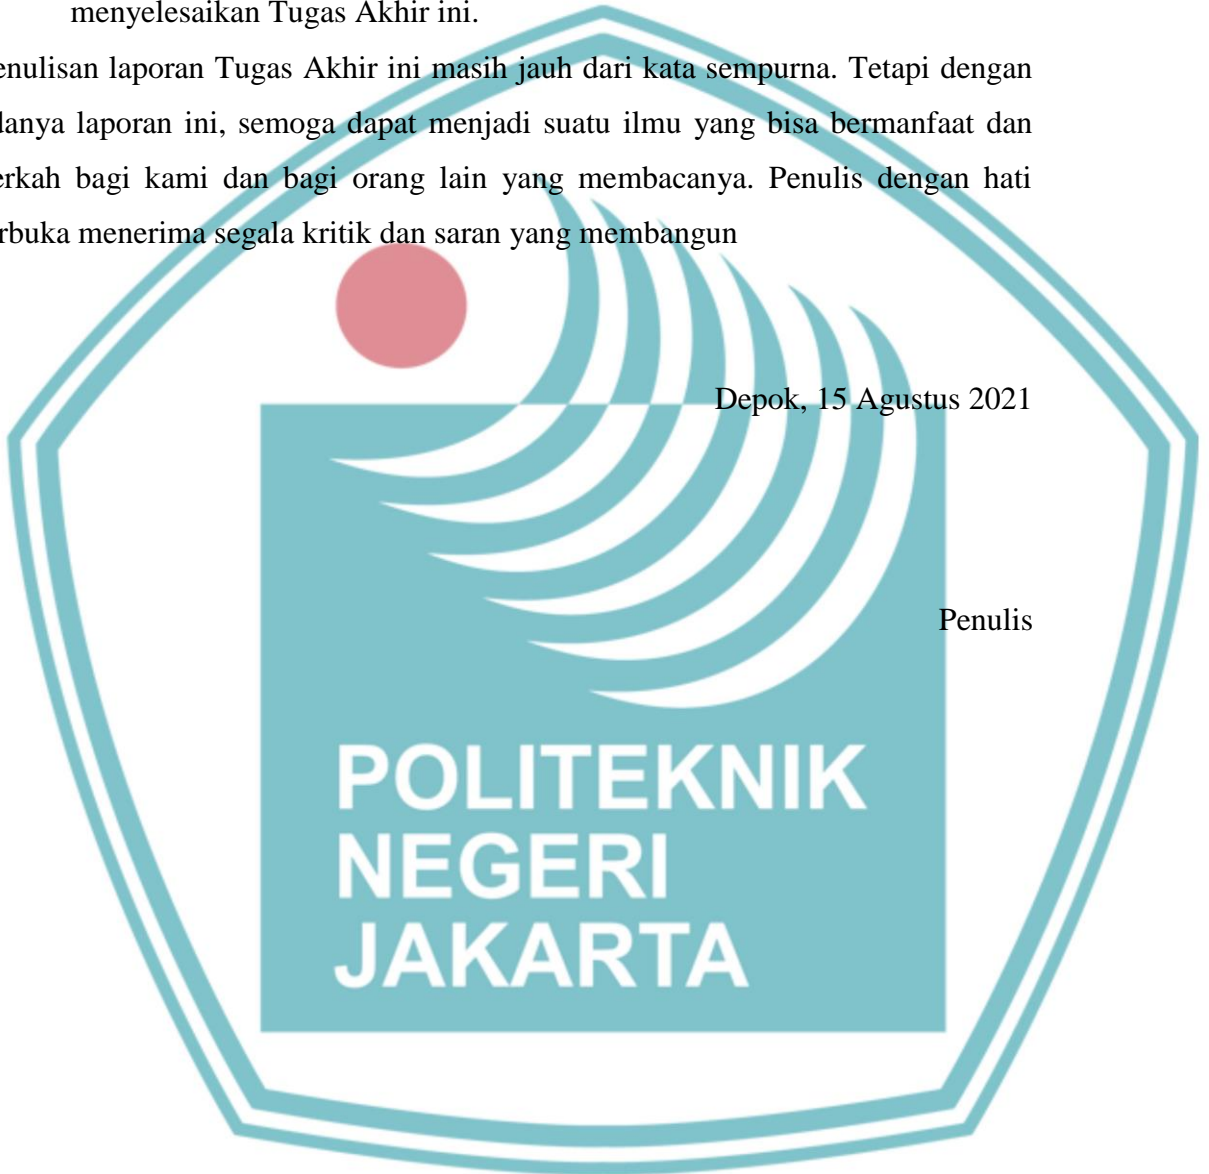 menyelesaikan Tugas Akhir ini.
enulisan laporan Tugas Akhir ini masih jauh dari kata sempurna. Tetapi dengan
danya laporan ini, semoga dapat menjadi suatu ilmu yang bisa bermanfaat dan
erkah bagi kami dan bagi orang lain yang membacanya. Penulis dengan hati
rbuka menerima segala kritik dan saran yang membangun
Depok, 15 Agustus 2021
Penulis
POLITEKNIK
NEGERI
JAKARTA